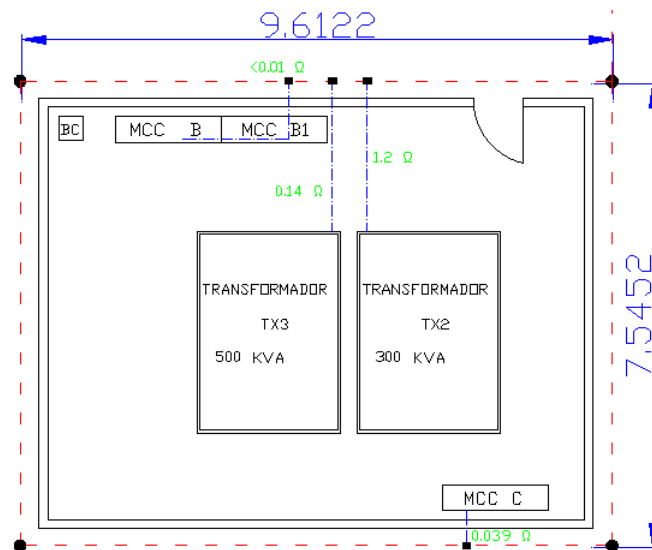 9.6122
<0.01 Ω
BC
MCC B
MCC B1
1.2 Ω
0.14 Ω
TRANSFORMADOR
TX3
500 KVA
TRANSFORMADOR
TX2
300 KVA
7.5452
MCC C
0.039 Ω